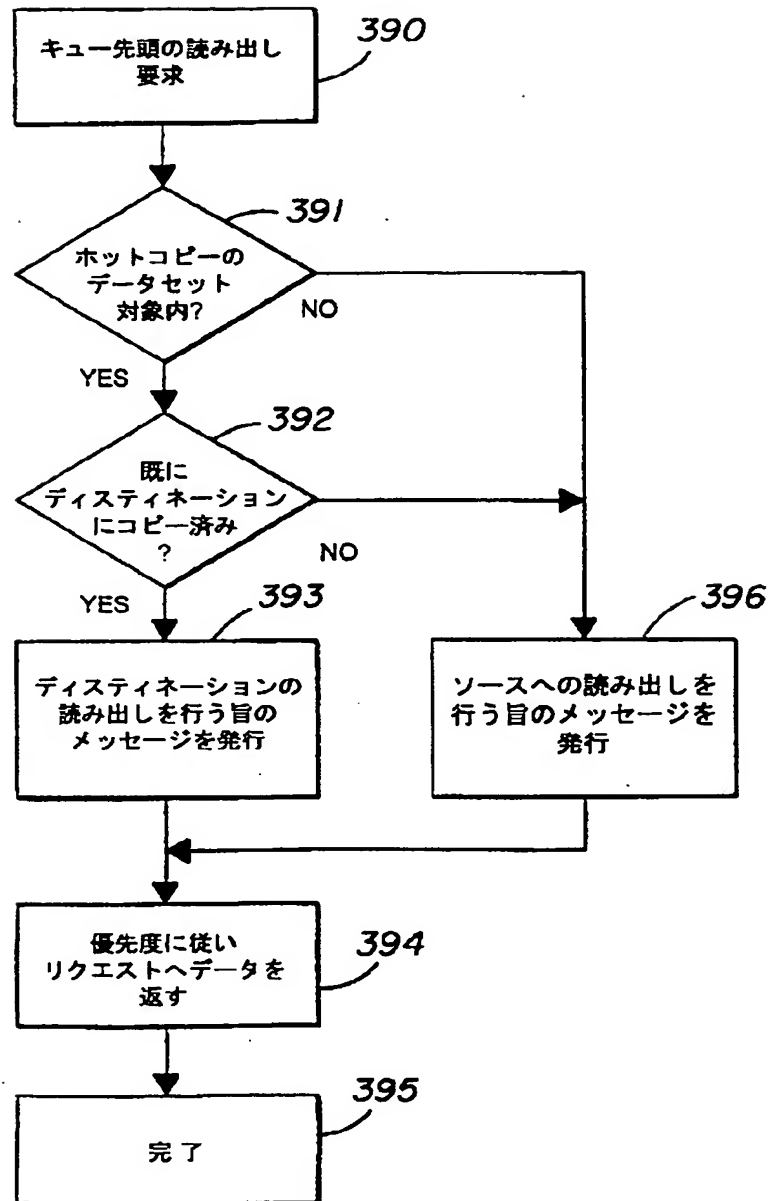 キュー先頭の読み出し
要求
390
391
ホットコピーの
データセット
対象内?
NO
YES
392
既に
ディスティネーション
にコピー済み
?
NO
YES
393
ディスティネーションの
読み出しを行う旨の
メッセージを発行
396
ソースへの読み出しを
行う旨のメッセージを
発行
優先度に従い
リクエストへデータを
返す
394
395
完了